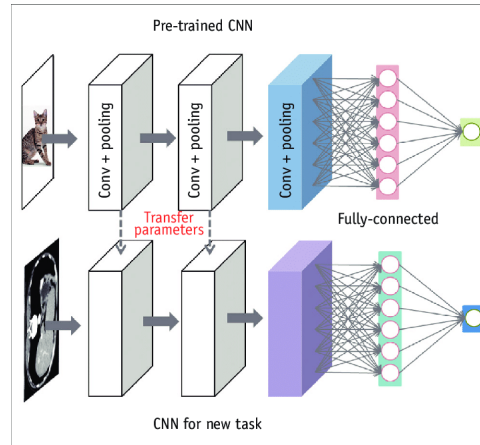 Pre-trained CNN
Conv + pooling
Conv + pooling
Conv + pooling
Transfer
parameters
Fully-connected
CNN for new task